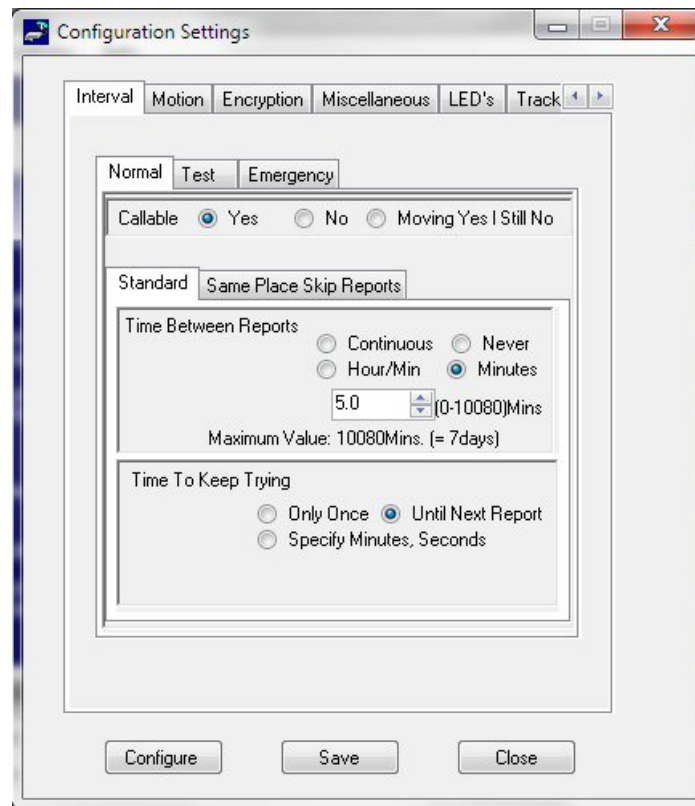 Configuration Settings
Interval Motion Encryption Miscellaneous LED's Track
Normal Test Emergency
Callable Yes No Moving Yes I Still No
Standard Same Place Skip Reports
Time Between Reports
Continuous Never
Hour/Min Minutes
5.0 (0-10080)Mins
Maximum Value: 10080Mins. (= 7days)
Time To Keep Trying
Only Once Until Next Report
Specify Minutes, Seconds
Configure Save Close